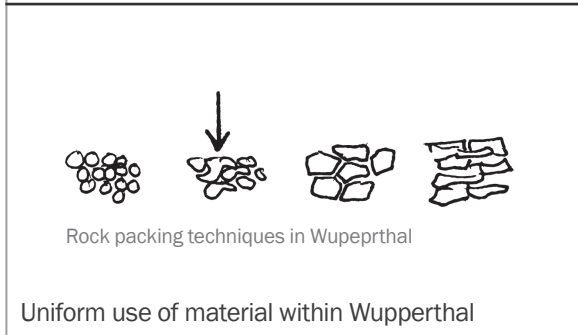 Rock packing techniques in Wupeprthal
Uniform use of material within Wupperthal